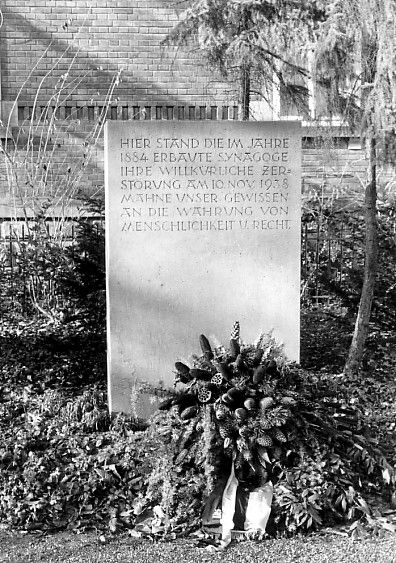 HIER STAND DIE IM JAHRE
1884 ERBAUTE SYNAGOGE
IHRE WILLKÜRLICHE ZER-
STÖRUNG AM 10. NOV. 1938
MAHNE UNSER GEWISSEN
AN DIE WAHRUNG VON
MENSCHLICHKEIT U. RECHT.